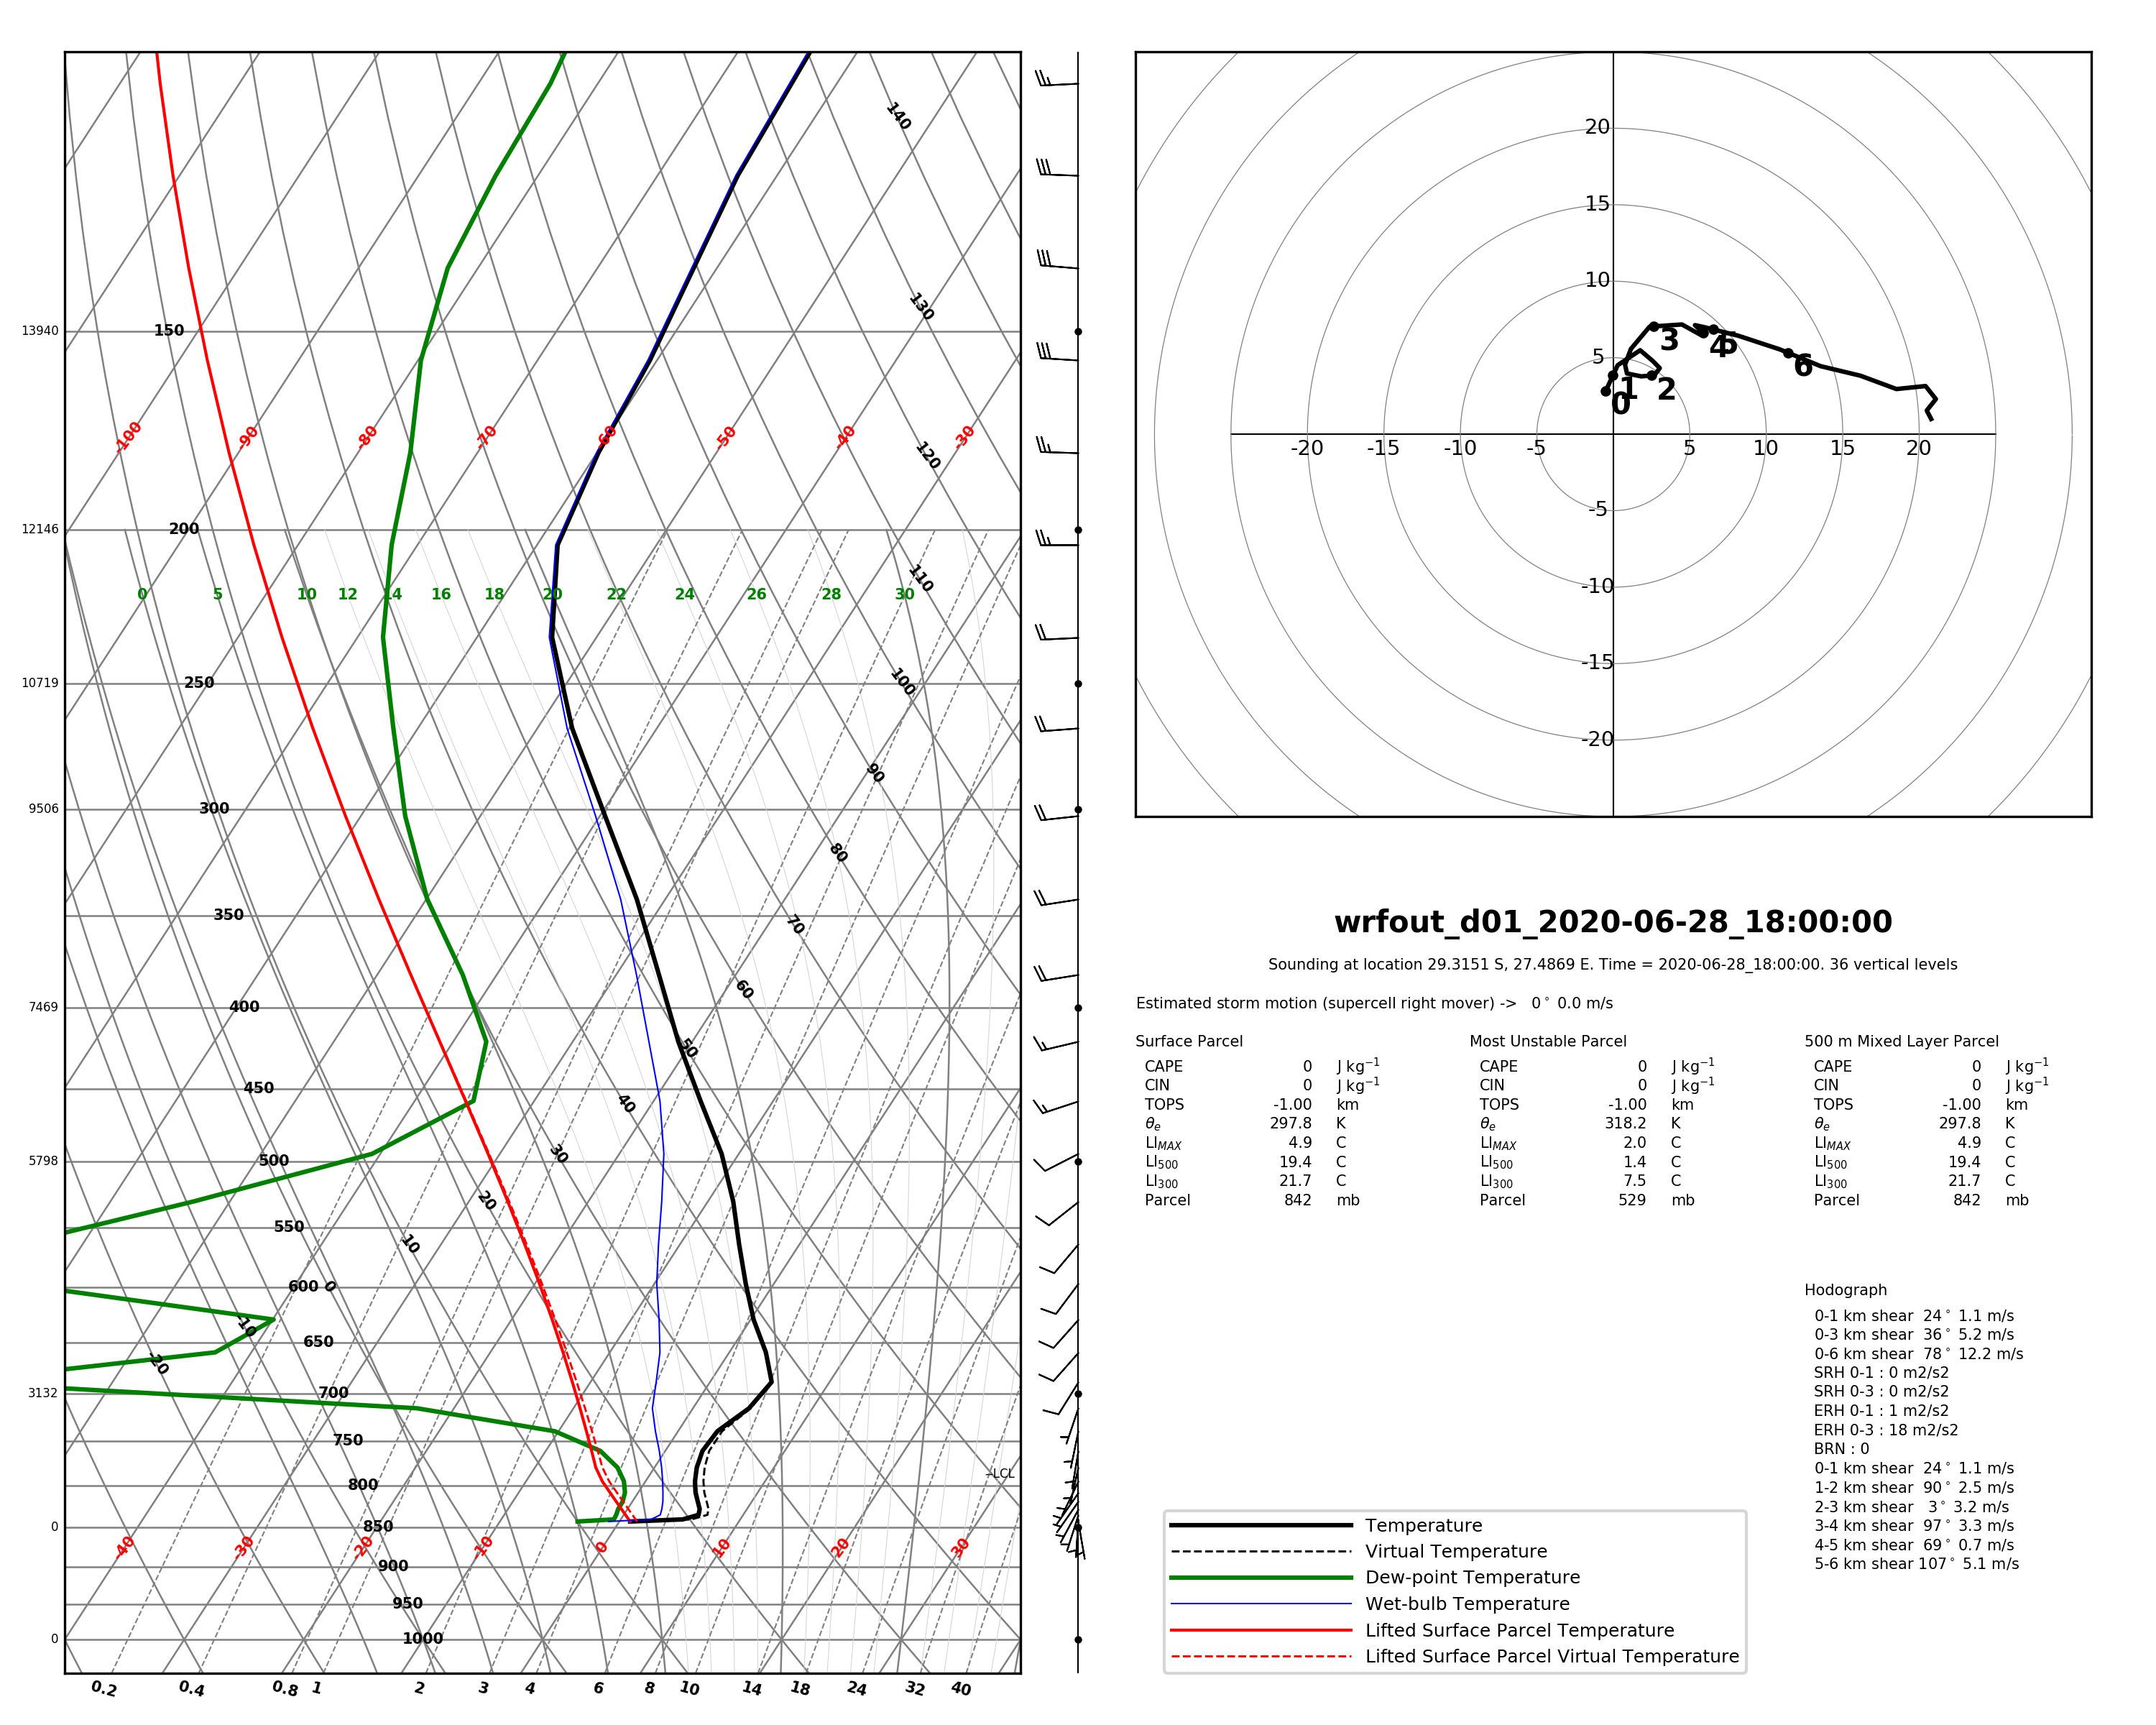 140
20
15
13940 150
130
10
5
3
4
5
6
1
2
0
-100 -90 -80 -70 -60 -50 -40 -30
-20 -15 -10 -5 5 10 15 20
120
-5
12146 200
110
0 5 10 12 14 16 18 20 22 24 26 28 30
-10
-15
10719 250
100
-20
90
9506 300
80
350
70
wrfout_d01_2020-06-28_18:00:00
Sounding at location 29.3151 S, 27.4869 E. Time = 2020-06-28_18:00:00. 36 vertical levels
60
7469 400
Estimated storm motion (supercell right mover) -> 0° 0.0 m/s
50
Surface Parcel
CAPE 0 J kg⁻¹
CIN 0 J kg⁻¹
TOPS -1.00 km
θe 297.8 K
LIMAX 4.9 C
LI500 19.4 C
LI300 21.7 C
Parcel 842 mb
Most Unstable Parcel
CAPE 0 J kg⁻¹
CIN 0 J kg⁻¹
TOPS -1.00 km
θe 318.2 K
LIMAX 2.0 C
LI500 1.4 C
LI300 7.5 C
Parcel 529 mb
500 m Mixed Layer Parcel
CAPE 0 J kg⁻¹
CIN 0 J kg⁻¹
TOPS -1.00 km
θe 297.8 K
LIMAX 4.9 C
LI500 19.4 C
LI300 21.7 C
Parcel 842 mb
450
40
30
5798 500
20
550
10
600 0
-10
650
-20
3132 700
750
800
LCL
0 850
-40 -30 -20 -10 0 10 20 30
900
950
0 1000
0.2 0.4 0.8 1 2 3 4 6 8 10 14 18 24 32 40
Hodograph
0-1 km shear 24° 1.1 m/s
0-3 km shear 36° 5.2 m/s
0-6 km shear 78° 12.2 m/s
SRH 0-1 : 0 m2/s2
SRH 0-3 : 0 m2/s2
ERH 0-1 : 1 m2/s2
ERH 0-3 : 18 m2/s2
BRN : 0
0-1 km shear 24° 1.1 m/s
1-2 km shear 90° 2.5 m/s
2-3 km shear 3° 3.2 m/s
3-4 km shear 97° 3.3 m/s
4-5 km shear 69° 0.7 m/s
5-6 km shear 107° 5.1 m/s
Temperature
Virtual Temperature
Dew-point Temperature
Wet-bulb Temperature
Lifted Surface Parcel Temperature
Lifted Surface Parcel Virtual Temperature